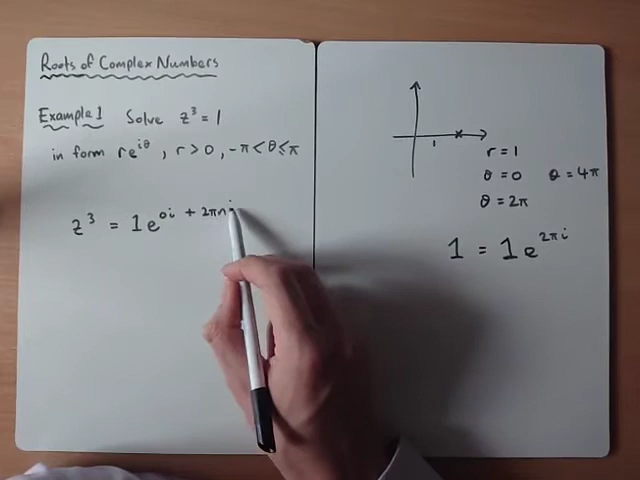 Roots of Complex Numbers
Example 1 Solve z³ = 1
in form re^{iθ}, r > 0, -π < θ ≤ π
z³ = 1e^{0i + 2πni}
1
r = 1
θ = 0 θ = 4π
θ = 2π
1 = 1e^{2πi}